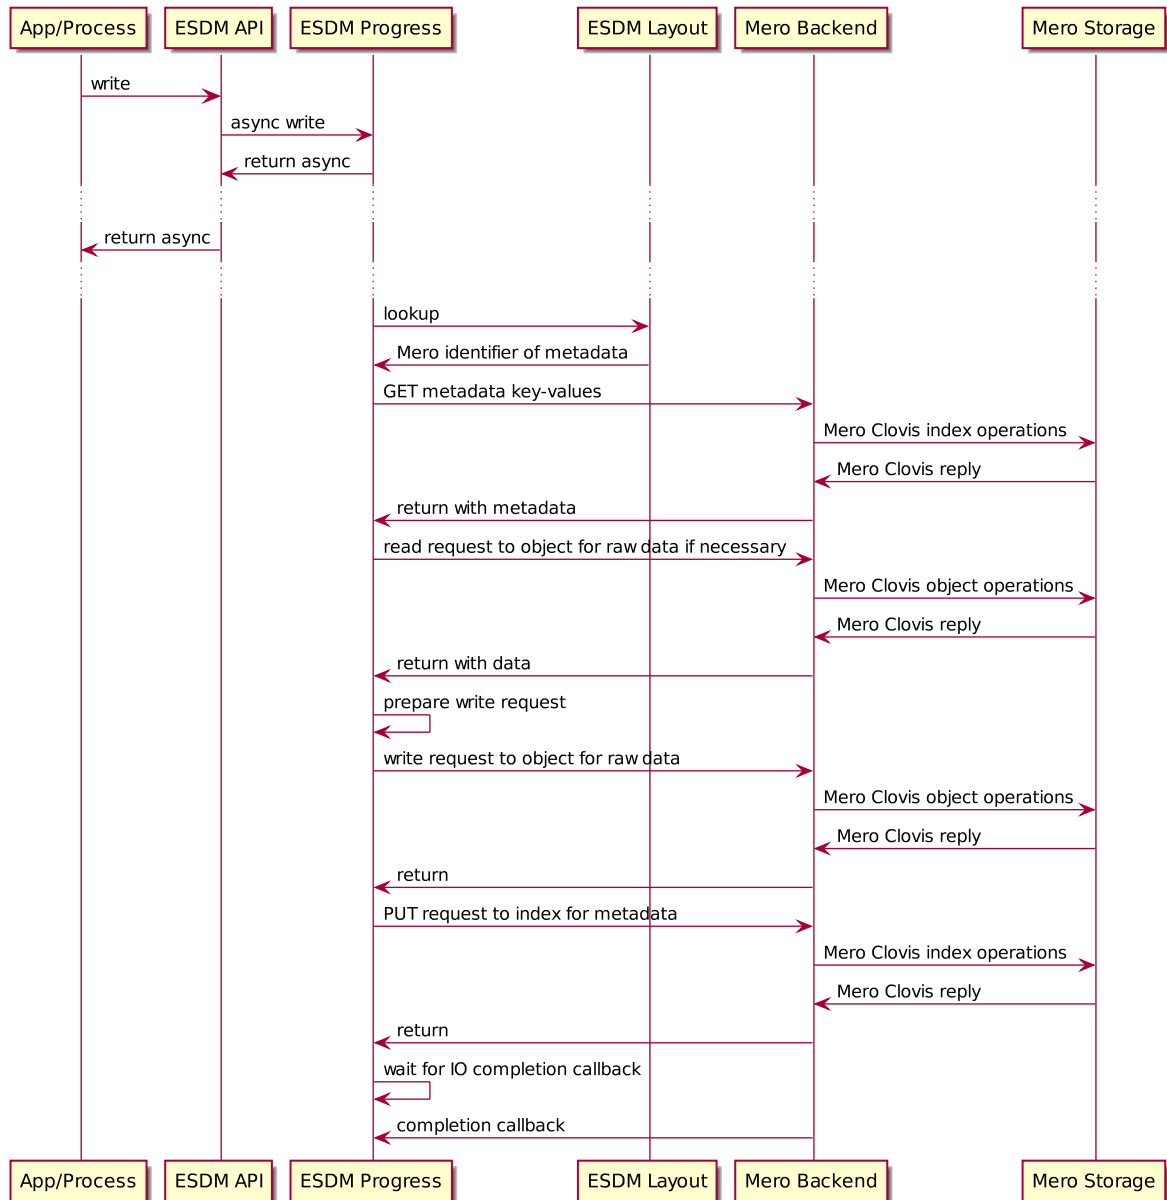 App/Process ESDM API ESDM Progress ESDM Layout Mero Backend Mero Storage
write
async write
return async
return async
lookup
Mero identifier of metadata
GET metadata key-values
Mero Clovis index operations
Mero Clovis reply
return with metadata
read request to object for raw data if necessary
Mero Clovis object operations
Mero Clovis reply
return with data
prepare write request
write request to object for raw data
Mero Clovis object operations
Mero Clovis reply
return
PUT request to index for metadata
Mero Clovis index operations
Mero Clovis reply
return
wait for IO completion callback
completion callback
App/Process ESDM API ESDM Progress ESDM Layout Mero Backend Mero Storage